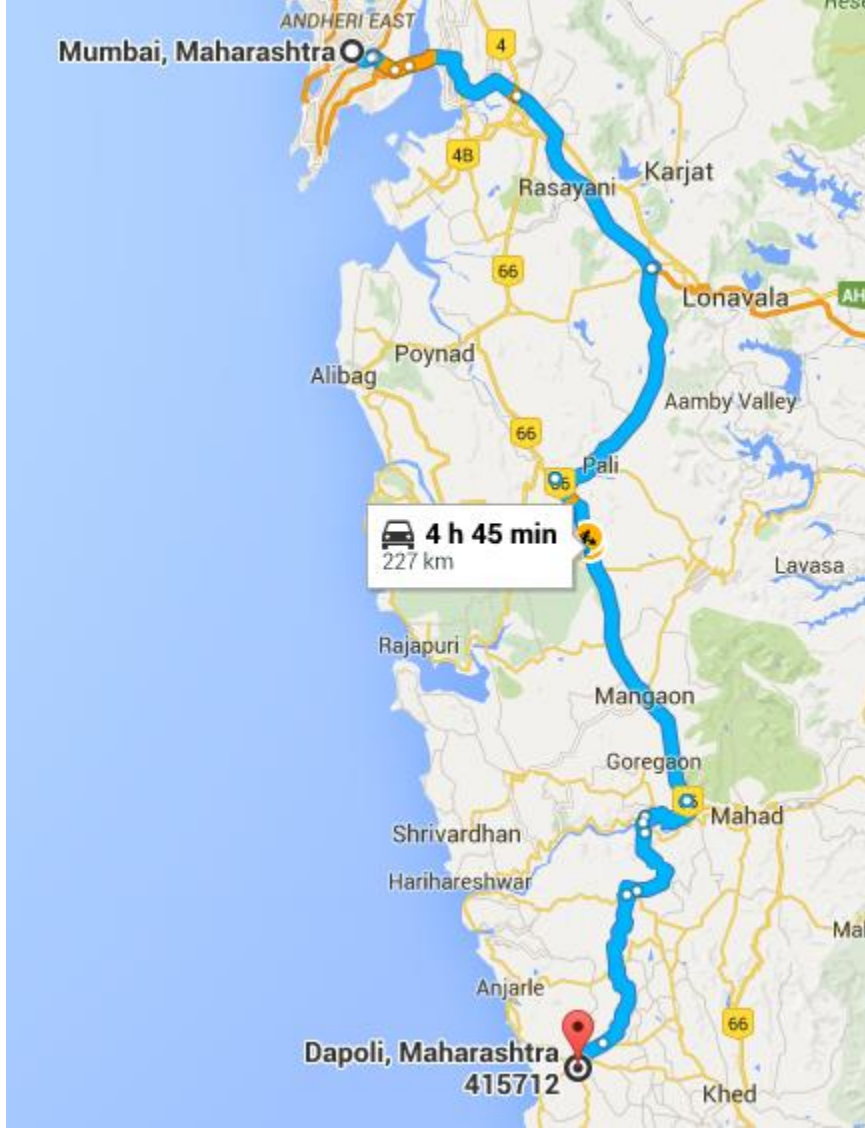 ANDHERI EAST
Mumbai, Maharashtra
4
4B
Karjat
Rasayani
66
Lonavala
AH
Poynad
Alibag
Aamby Valley
66
Pali
4 h 45 min
227 km
Lavasa
Rajapuri
Mangaon
Goregaon
Mahad
Shrivardhan
Harihareshwar
Anjarle
66
Dapoli, Maharashtra
415712
Khed